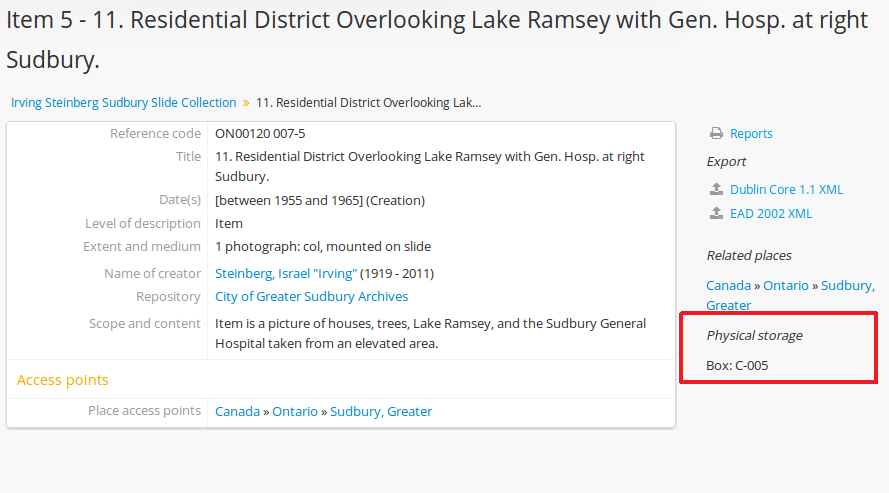 Item 5 - 11. Residential District Overlooking Lake Ramsey with Gen. Hosp. at right
Sudbury.
Irving Steinberg Sudbury Slide Collection » 11. Residential District Overlooking Lak...
Reference code ON00120 007-5
Title 11. Residential District Overlooking Lake Ramsey with Gen. Hosp. at right
Sudbury.
Date(s) [between 1955 and 1965] (Creation)
Level of description Item
Extent and medium 1 photograph: col, mounted on slide
Name of creator Steinberg, Israel "Irving" (1919 - 2011)
Repository City of Greater Sudbury Archives
Scope and content Item is a picture of houses, trees, Lake Ramsey, and the Sudbury General
Hospital taken from an elevated area.
Access points
Place access points Canada » Ontario » Sudbury, Greater
Reports
Export
Dublin Core 1.1 XML
EAD 2002 XML
Related places
Canada » Ontario » Sudbury,
Greater
Physical storage
Box: C-005